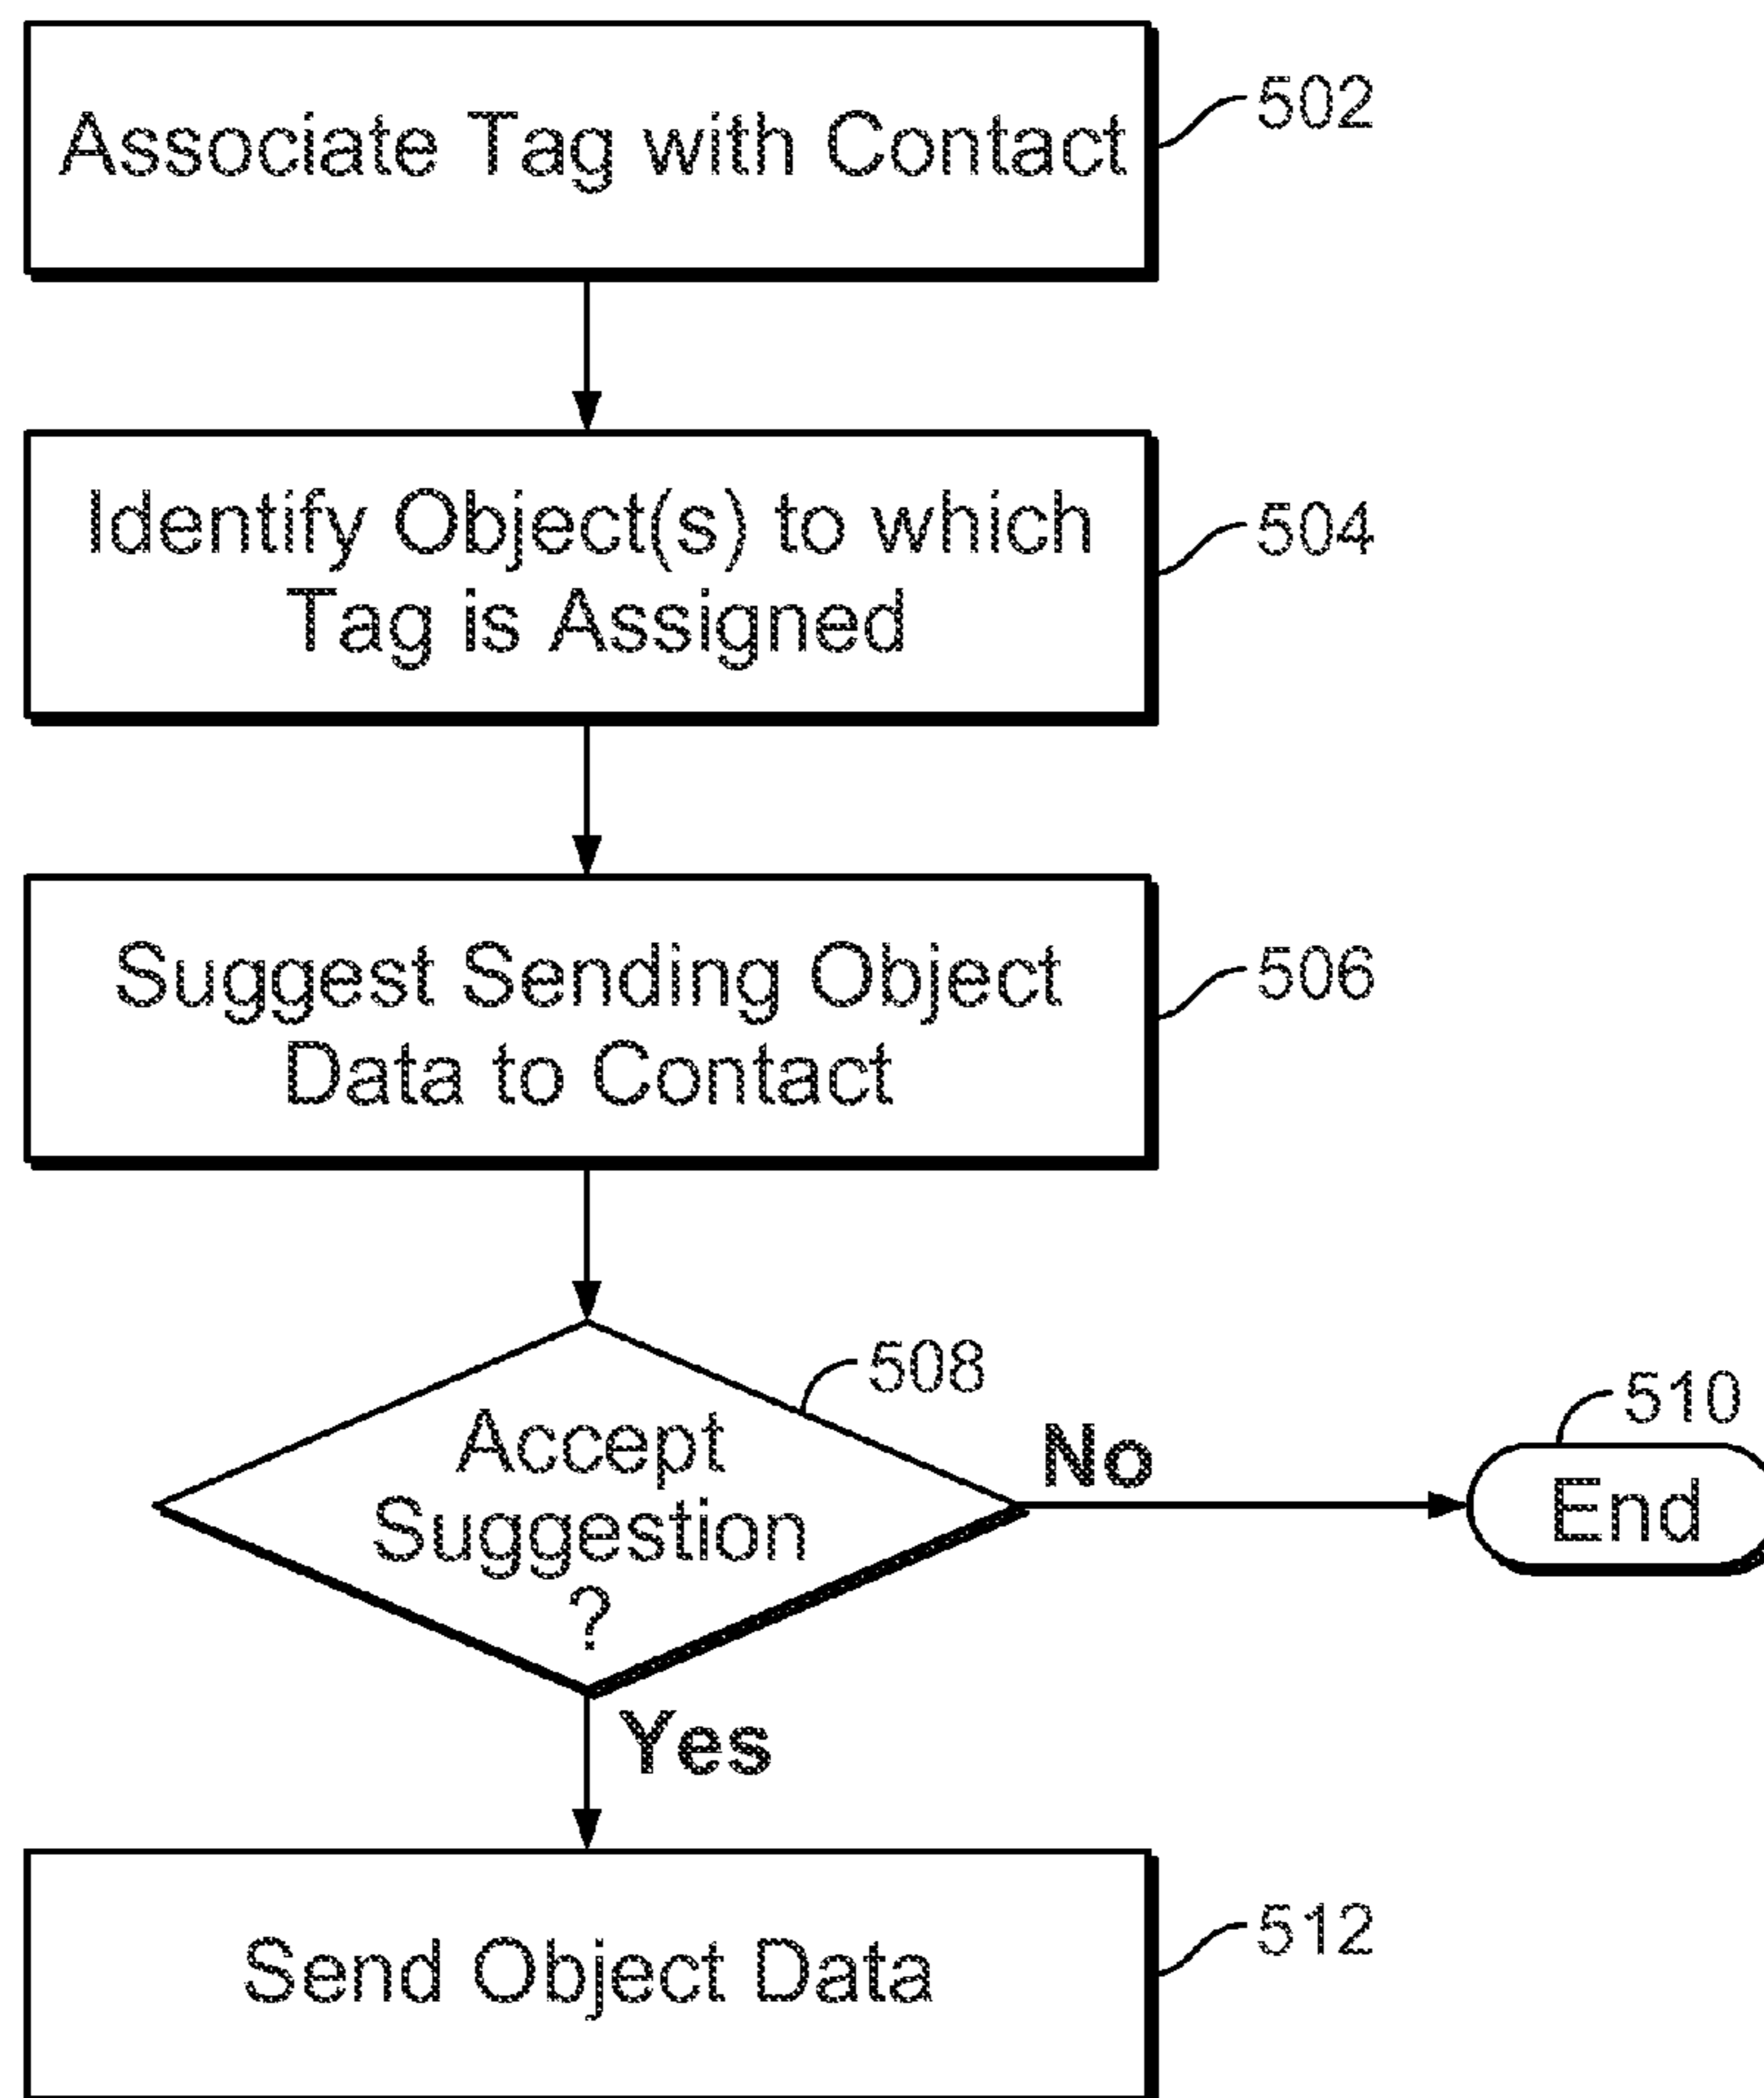 Associate Tag with Contact
502
Identify Object(s) to which
Tag is Assigned
504
Suggest Sending Object
Data to Contact
506
Accept
Suggestion
?
508
No
510
End
Yes
Send Object Data
512